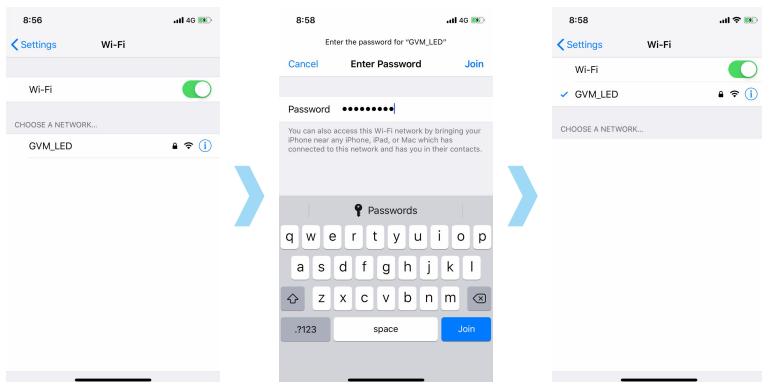 8:56
4G
Settings
Wi-Fi
Wi-Fi
CHOOSE A NETWORK...
GVM_LED
8:58
4G
Enter the password for “GVM_LED”
Cancel
Enter Password
Join
Password ●●●●●●●●●
You can also access this Wi-Fi network by bringing your
iPhone near any iPhone, iPad, or Mac which has
connected to this network and has you in their contacts.
Passwords
q w e r t y u i o p
a s d f g h j k l
z x c v b n m
.?123
space
Join
8:58
Settings
Wi-Fi
Wi-Fi
GVM_LED
CHOOSE A NETWORK...